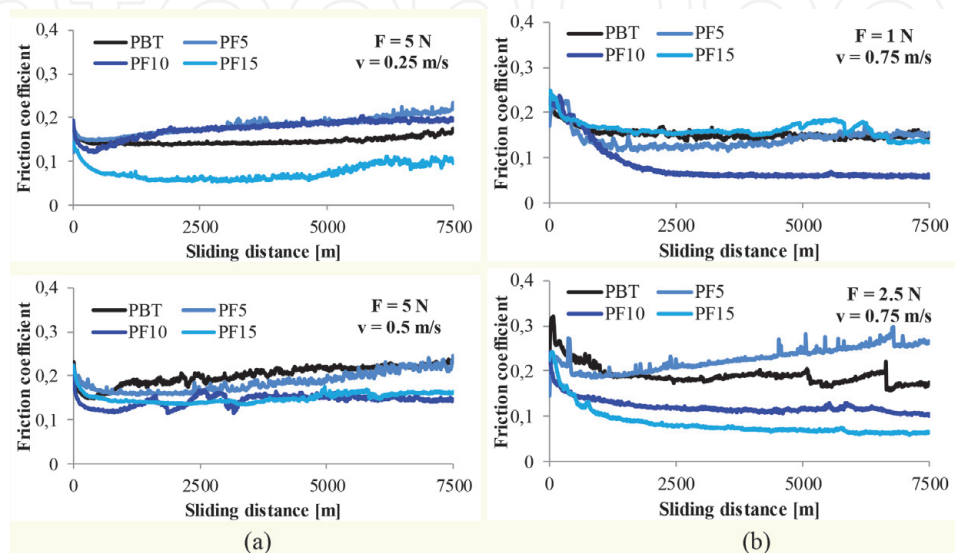 PBT PF5
PF10 PF15
F = 5 N
v = 0.25 m/s
Friction coefficient
0,4
0,3
0,2
0,1
0
0 2500 5000 7500
Sliding distance [m]
PBT PF5
PF10 PF15
F = 5 N
v = 0.5 m/s
Friction coefficient
0,4
0,3
0,2
0,1
0
0 2500 5000 7500
Sliding distance [m]
(a)
PBT PF5
PF10 PF15
F = 1 N
v = 0.75 m/s
Friction coefficient
0,4
0,3
0,2
0,1
0
0 2500 5000 7500
Sliding distance [m]
PBT PF5
PF10 PF15
F = 2.5 N
v = 0.75 m/s
Friction coefficient
0,4
0,3
0,2
0,1
0
0 2500 5000 7500
Sliding distance [m]
(b)